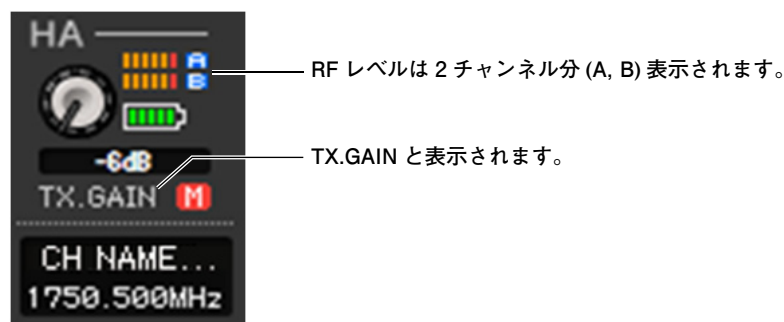 HA
A
B
RF レベルは 2 チャンネル分 (A, B) 表示されます。
-6dB
TX.GAIN と表示されます。
TX.GAIN M
CH NAME...
1750.500MHz